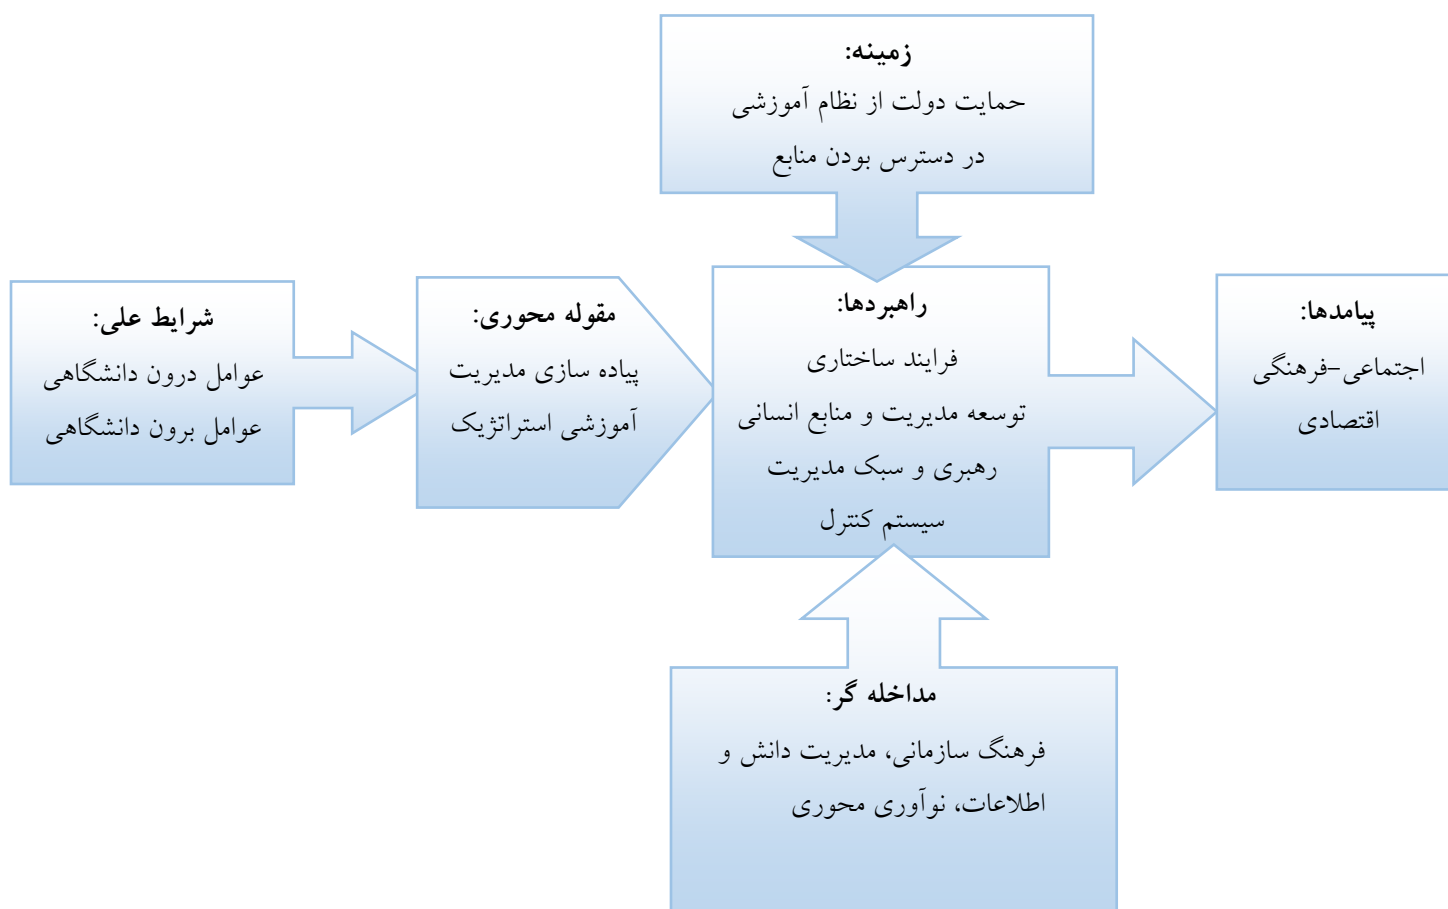 زمینه:
حمایت دولت از نظام آموزشی
در دسترس بودن منابع
شرایط علی:
عوامل درون دانشگاهی
عوامل برون دانشگاهی
مقوله محوری:
پیاده سازی مدیریت
آموزشی استراتژیک
راهبردها:
فرایند ساختاری
توسعه مدیریت و منابع انسانی
رهبری و سبک مدیریت
سیستم کنترل
پیامدها:
اجتماعی-فرهنگی
اقتصادی
مداخله گر:
فرهنگ سازمانی، مدیریت دانش و
اطلاعات، نوآوری محوری